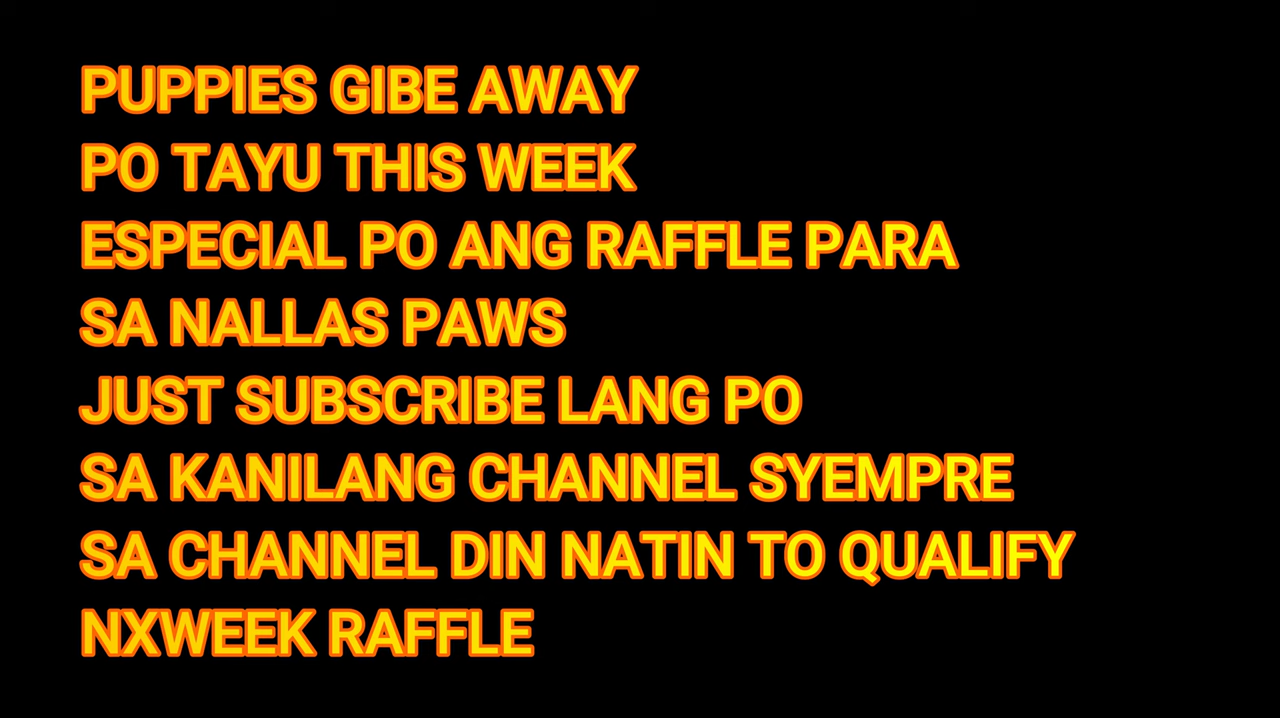 PUPPIES GIBE AWAY
PO TAYU THIS WEEK
ESPECIAL PO ANG RAFFLE PARA
SA NALLAS PAWS
JUST SUBSCRIBE LANG PO
SA KANILANG CHANNEL SYEMPRE
SA CHANNEL DIN NATIN TO QUALIFY
NXWEEK RAFFLE